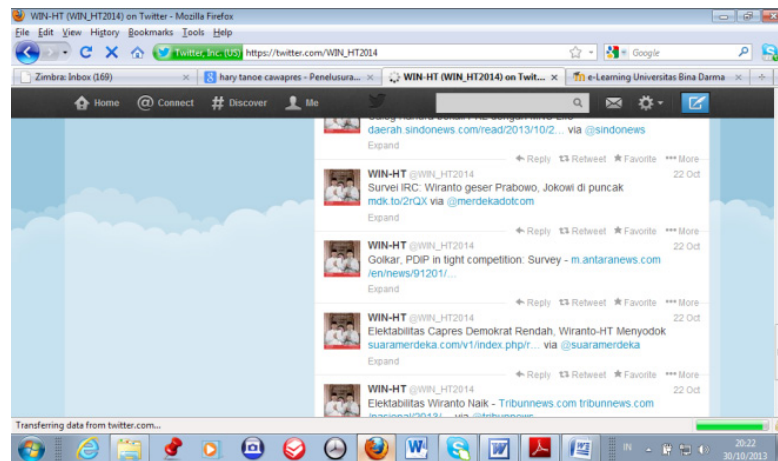 WIN-HT (WIN_HT2014) on Twitter - Mozilla Firefox
File Edit View History Bookmarks Tools Help
Twitter, Inc. (US) https://twitter.com/WIN_HT2014 Google
Zimbra: Inbox (169) hary tanoe cawapres - Penelusura... WIN-HT (WIN_HT2014) on Twit... e-Learning Universitas Bina Darma
Home Connect Discover Me
daerah.sindonews.com/read/2013/10/2... via @sindonews
Expand
Reply Retweet Favorite More
WIN-HT @WIN_HT2014 22 Oct
Survei IRC: Wiranto geser Prabowo, Jokowi di puncak
mdk.to/2rQX via @merdekadotcom
Expand
Reply Retweet Favorite More
WIN-HT @WIN_HT2014 22 Oct
Golkar, PDIP in tight competition: Survey - m.antaranews.com
/en/news/91201/...
Expand
Reply Retweet Favorite More
WIN-HT @WIN_HT2014 22 Oct
Elektabilitas Capres Demokrat Rendah, Wiranto-HT Menyodok
suaramerdeka.com/v1/index.php/r... via @suaramerdeka
Expand
Reply Retweet Favorite More
WIN-HT @WIN_HT2014 22 Oct
Elektabilitas Wiranto Naik - Tribunnews.com tribunnews.com
Transferring data from twitter.com...
IN 20:22
30/10/2013